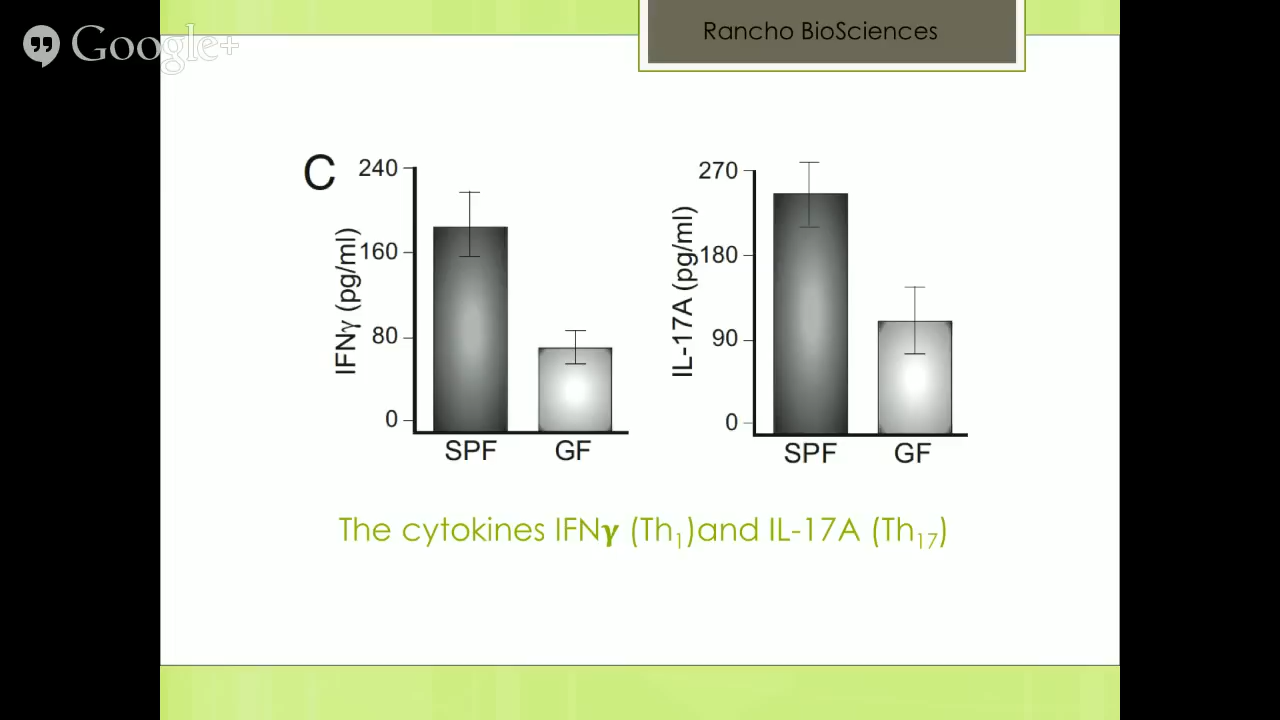 Google+
Rancho BioSciences
C
240
160
80
0
IFNγ (pg/ml)
SPF GF
270
180
90
0
IL-17A (pg/ml)
SPF GF
The cytokines IFNγ (Th1)and IL-17A (Th17)